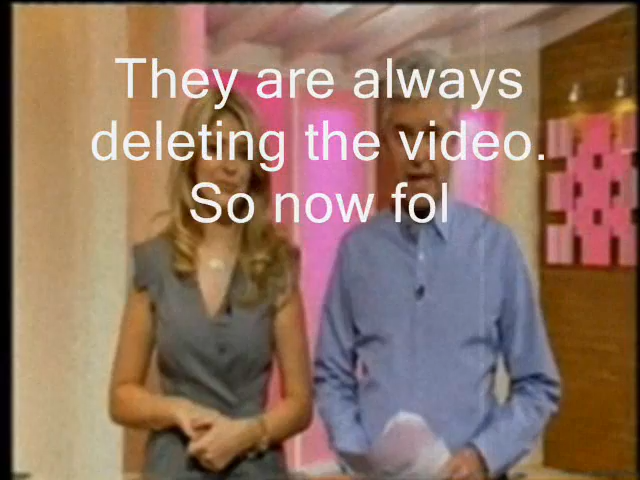 They are always
deleting the video.
So now fol